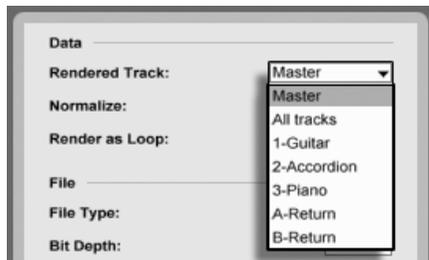 Data
Rendered Track: Master
Master
Normalize:
All tracks
Render as Loop:
1-Guitar
2-Accordion
File
3-Piano
File Type:
A-Return
Bit Depth:
B-Return